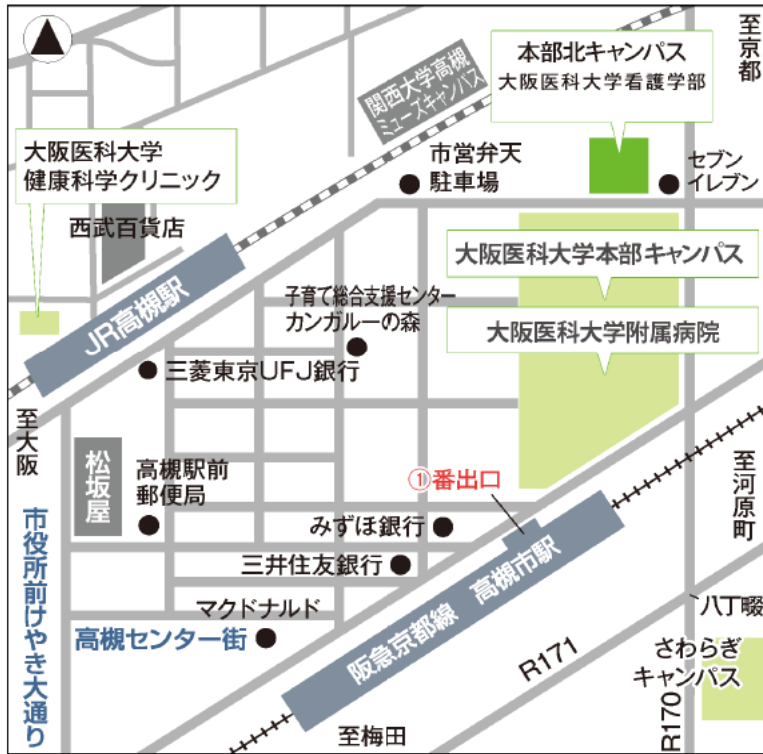 本部北キャンパス
大阪医科大学看護学部
至京都
関西大学高槻
ミューズキャンパス
大阪医科大学
健康科学クリニック
市営弁天
駐車場
セブン
イレブン
西武百貨店
大阪医科大学本部キャンパス
JR高槻駅
子育て総合支援センター
カンガルーの森
大阪医科大学附属病院
三菱東京UFJ銀行
至大阪
松坂屋
高槻駅前
郵便局
①番出口
至河原町
みずほ銀行
市役所前けやき大通り
三井住友銀行
阪急京都線 高槻市駅
マクドナルド
高槻センター街
八丁畷
R171
さわらぎ
キャンパス
R170
至梅田